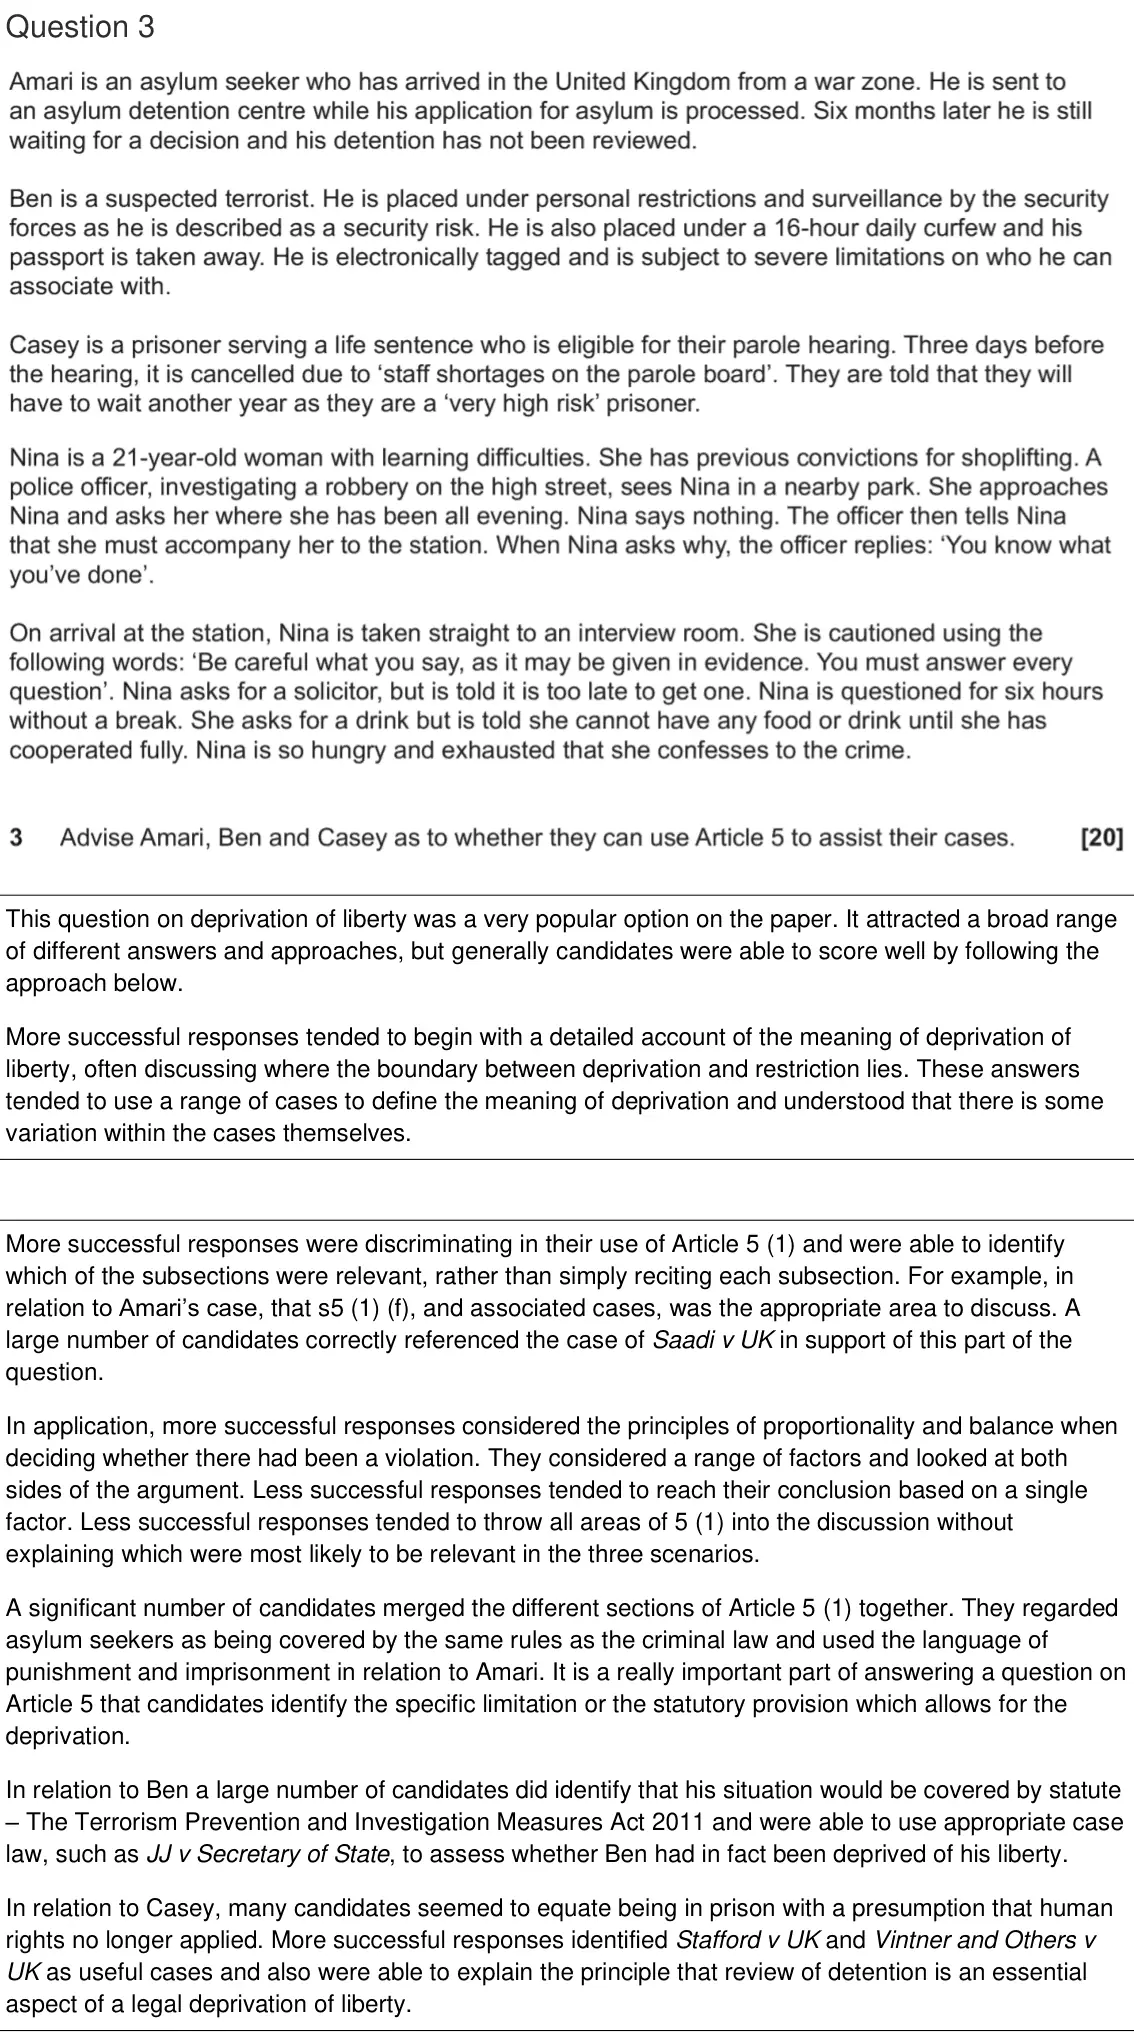 Question 3
Amari is an asylum seeker who has arrived in the United Kingdom from a war zone. He is sent to
an asylum detention centre while his application for asylum is processed. Six months later he is still
waiting for a decision and his detention has not been reviewed.
Ben is a suspected terrorist. He is placed under personal restrictions and surveillance by the security
forces as he is described as a security risk. He is also placed under a 16-hour daily curfew and his
passport is taken away. He is electronically tagged and is subject to severe limitations on who he can
associate with.
Casey is a prisoner serving a life sentence who is eligible for their parole hearing. Three days before
the hearing, it is cancelled due to ‘staff shortages on the parole board’. They are told that they will
have to wait another year as they are a ‘very high risk’ prisoner.
Nina is a 21-year-old woman with learning difficulties. She has previous convictions for shoplifting. A
police officer, investigating a robbery on the high street, sees Nina in a nearby park. She approaches
Nina and asks her where she has been all evening. Nina says nothing. The officer then tells Nina
that she must accompany her to the station. When Nina asks why, the officer replies: ‘You know what
you’ve done’.
On arrival at the station, Nina is taken straight to an interview room. She is cautioned using the
following words: ‘Be careful what you say, as it may be given in evidence. You must answer every
question’. Nina asks for a solicitor, but is told it is too late to get one. Nina is questioned for six hours
without a break. She asks for a drink but is told she cannot have any food or drink until she has
cooperated fully. Nina is so hungry and exhausted that she confesses to the crime.
3 Advise Amari, Ben and Casey as to whether they can use Article 5 to assist their cases. [20]
This question on deprivation of liberty was a very popular option on the paper. It attracted a broad range
of different answers and approaches, but generally candidates were able to score well by following the
approach below.
More successful responses tended to begin with a detailed account of the meaning of deprivation of
liberty, often discussing where the boundary between deprivation and restriction lies. These answers
tended to use a range of cases to define the meaning of deprivation and understood that there is some
variation within the cases themselves.
More successful responses were discriminating in their use of Article 5 (1) and were able to identify
which of the subsections were relevant, rather than simply reciting each subsection. For example, in
relation to Amari’s case, that s5 (1) (f), and associated cases, was the appropriate area to discuss. A
large number of candidates correctly referenced the case of Saadi v UK in support of this part of the
question.
In application, more successful responses considered the principles of proportionality and balance when
deciding whether there had been a violation. They considered a range of factors and looked at both
sides of the argument. Less successful responses tended to reach their conclusion based on a single
factor. Less successful responses tended to throw all areas of 5 (1) into the discussion without
explaining which were most likely to be relevant in the three scenarios.
A significant number of candidates merged the different sections of Article 5 (1) together. They regarded
asylum seekers as being covered by the same rules as the criminal law and used the language of
punishment and imprisonment in relation to Amari. It is a really important part of answering a question on
Article 5 that candidates identify the specific limitation or the statutory provision which allows for the
deprivation.
In relation to Ben a large number of candidates did identify that his situation would be covered by statute
– The Terrorism Prevention and Investigation Measures Act 2011 and were able to use appropriate case
law, such as JJ v Secretary of State, to assess whether Ben had in fact been deprived of his liberty.
In relation to Casey, many candidates seemed to equate being in prison with a presumption that human
rights no longer applied. More successful responses identified Stafford v UK and Vintner and Others v
UK as useful cases and also were able to explain the principle that review of detention is an essential
aspect of a legal deprivation of liberty.